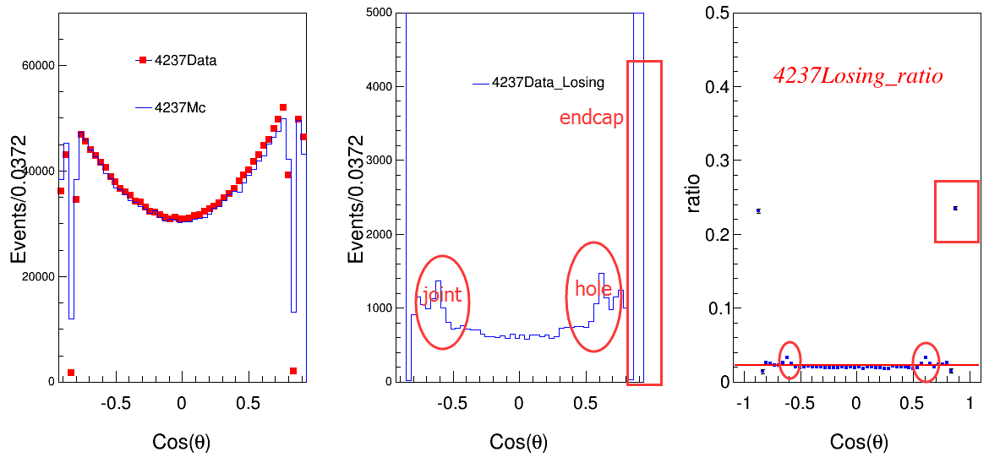 Events/0.0372
60000
40000
20000
0
4237Data
4237Mc
-0.5
0
0.5
Cos(θ)
Events/0.0372
5000
4000
3000
2000
1000
0
4237Data_Losing
endcap
joint
hole
-0.5
0
0.5
Cos(θ)
ratio
0.5
0.4
0.3
0.2
0.1
0
4237Losing_ratio
-1
-0.5
0
0.5
1
Cos(θ)